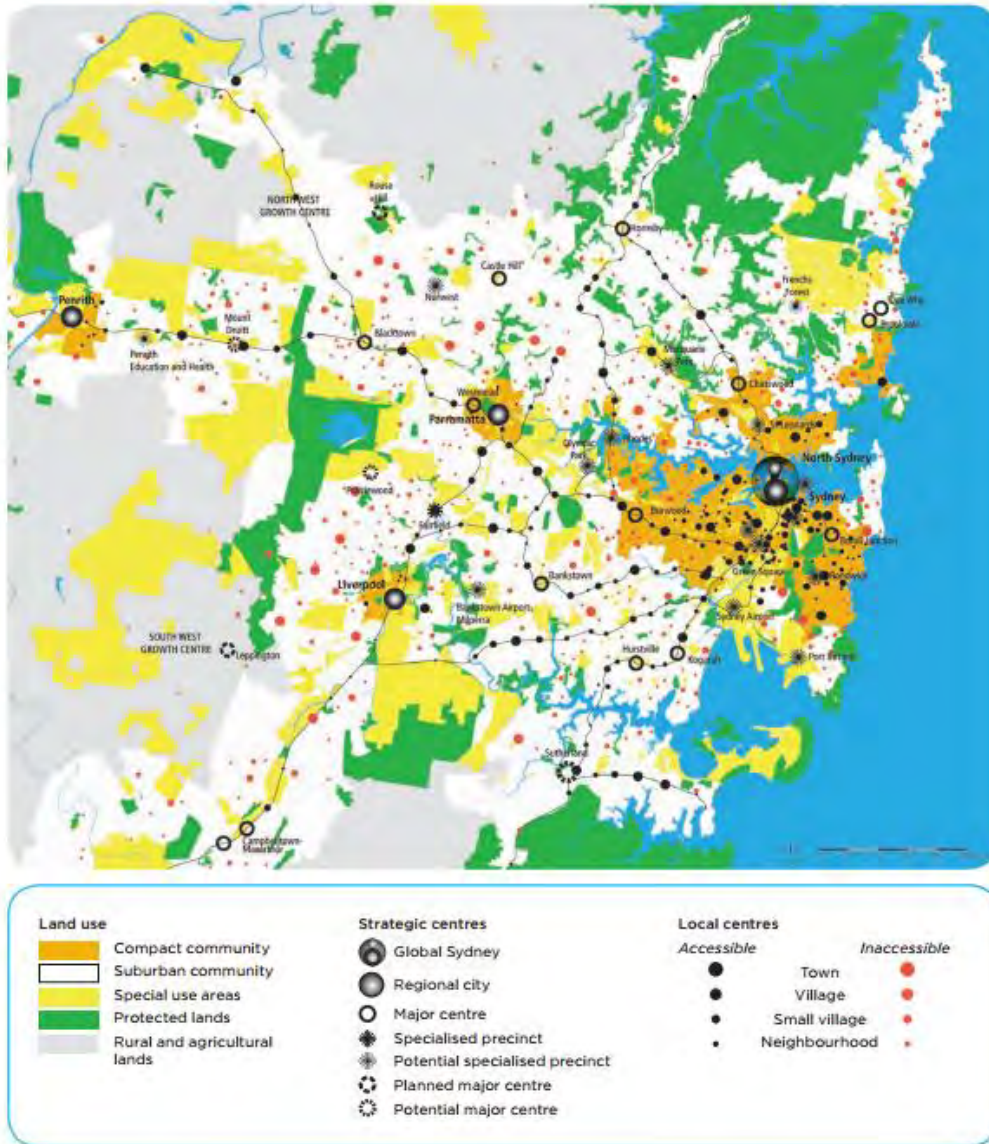 Rouse
Hill
NORTH WEST
GROWTH CENTRE
Hornsby
Castle Hill
Norwest
Frenchs
Forest
Dee Why
Brookvale
Penrith
Mount
Druitt
Blacktown
Penrith
Education and Health
Macquarie
Park
Chatswood
Westmead
Parramatta
St Leonards
Rhodes
Olympic
Park
North Sydney
Sydney
Prairiewood
Fairfield
Burwood
Bondi Junction
Green Square
Randwick
Liverpool
Bankstown
Bankstown Airport,
Milperra
Sydney Airport
SOUTH WEST
GROWTH CENTRE
Leppington
Hurstville
Kogarah
Port Botany
Sutherland
Campbelltown-
Macarthur
Land use
Compact community
Suburban community
Special use areas
Protected lands
Rural and agricultural
lands
Strategic centres
Global Sydney
Regional city
Major centre
Specialised precinct
Potential specialised precinct
Planned major centre
Potential major centre
Local centres
Accessible Inaccessible
Town
Village
Small village
Neighbourhood